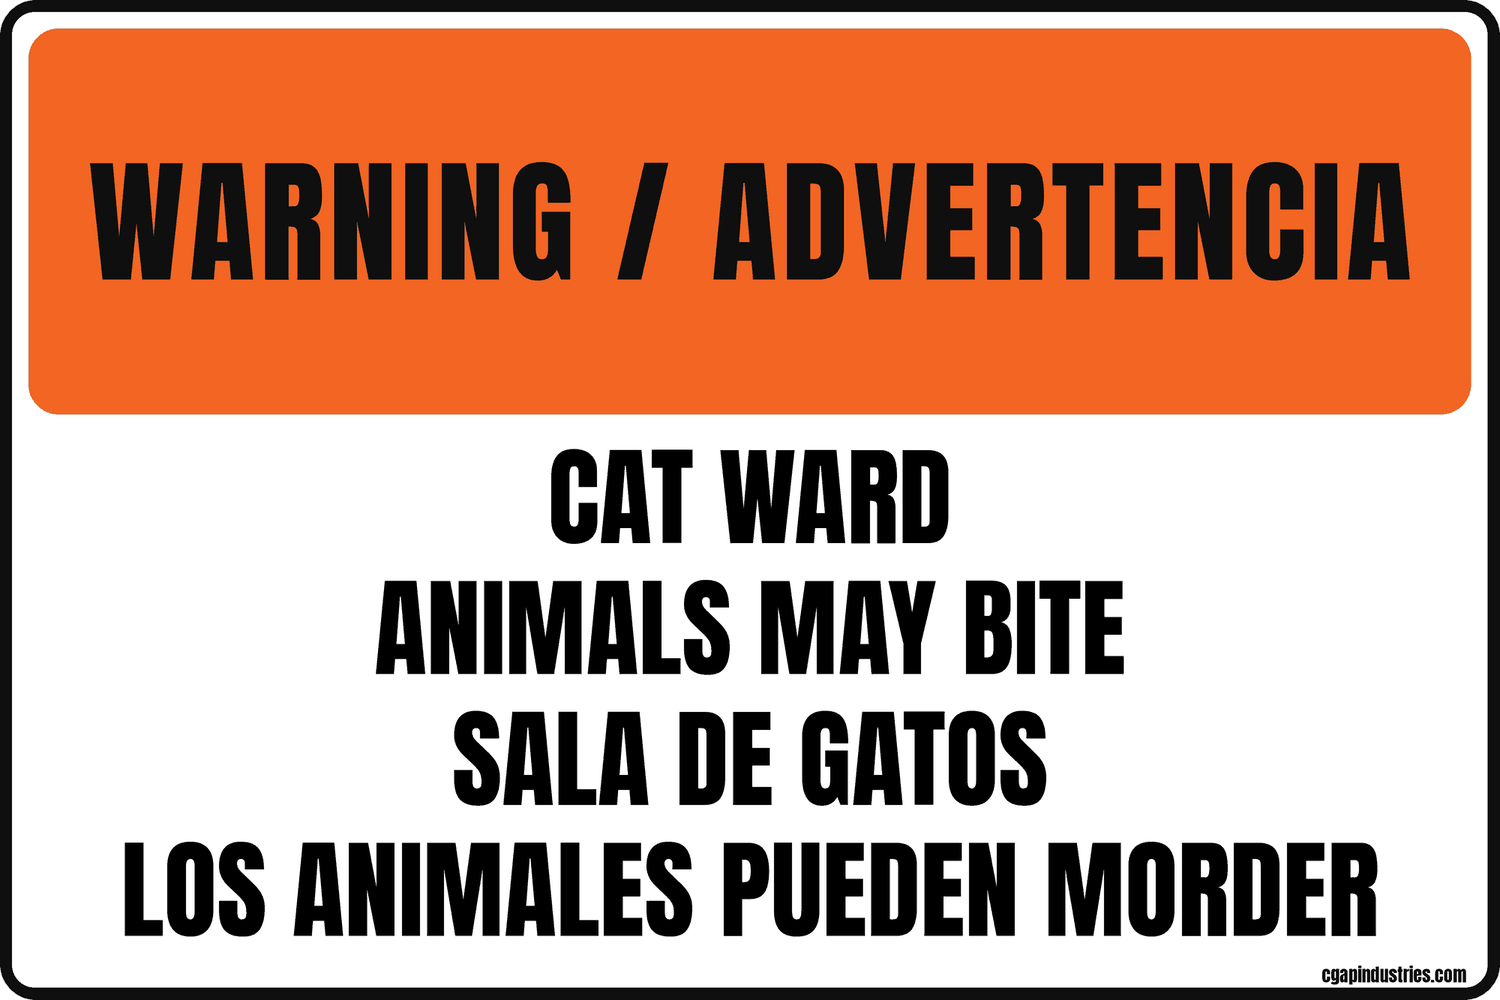 WARNING / ADVERTENCIA
CAT WARD
ANIMALS MAY BITE
SALA DE GATOS
LOS ANIMALES PUEDEN MORDER
cgapindustries.com